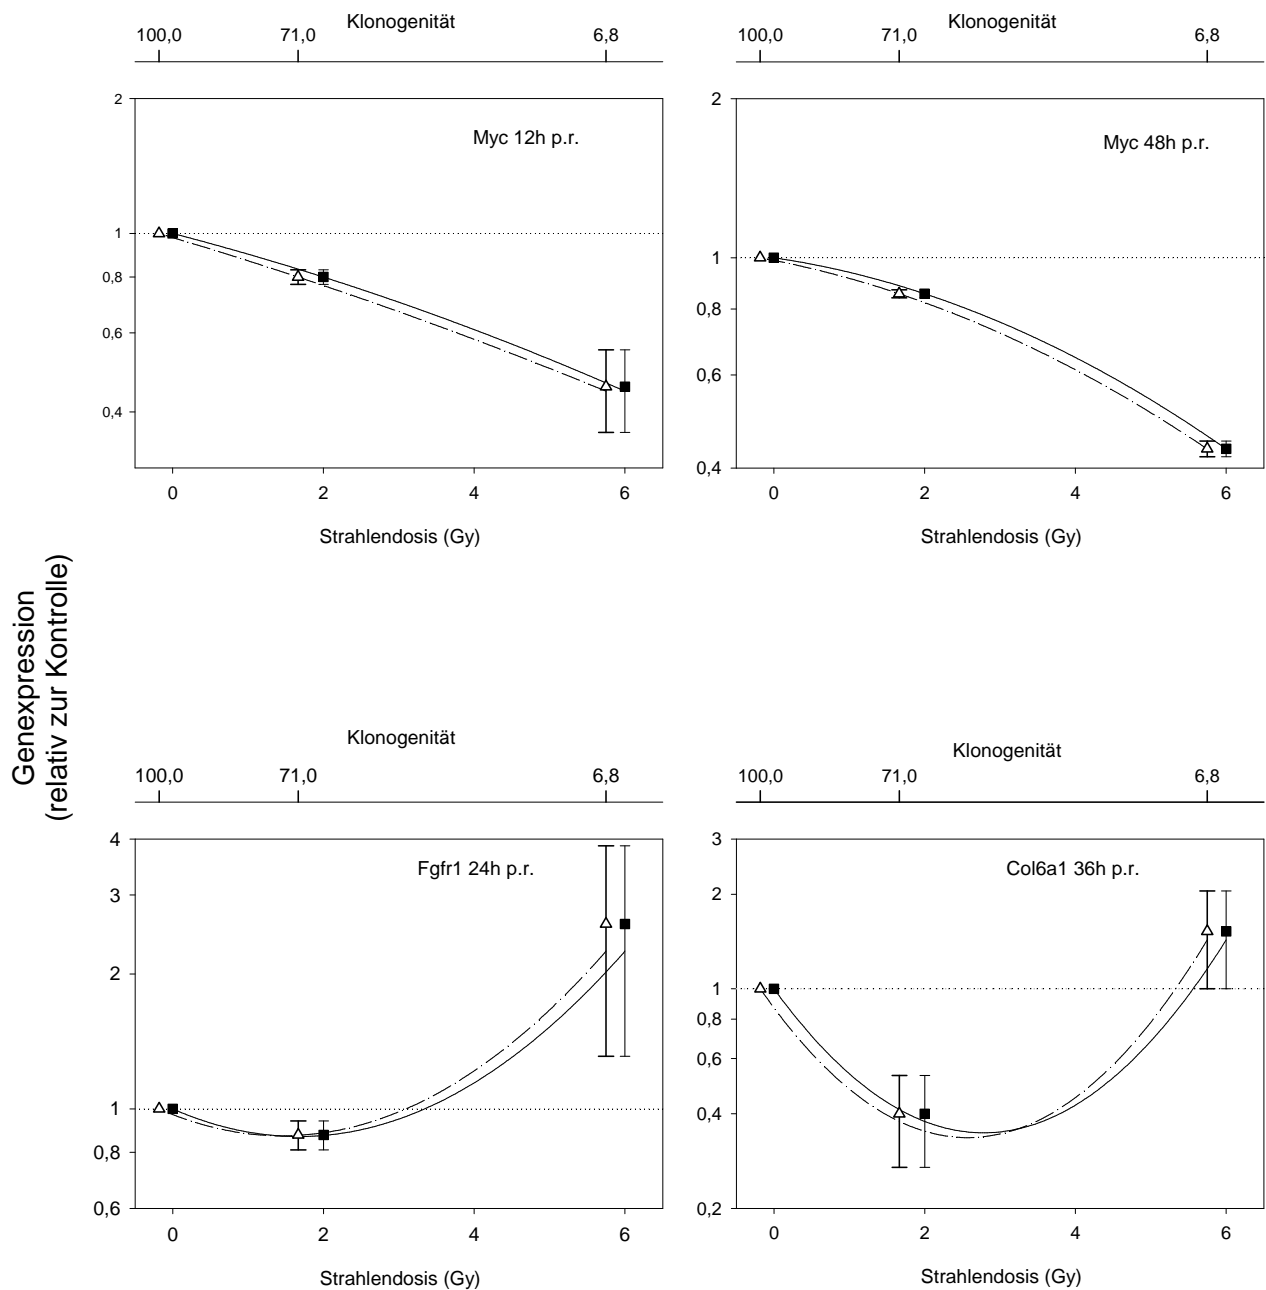 Klonogenität
100,0 71,0 6,8
2
1
0,8
0,6
0,4
Myc 12h p.r.
0 2 4 6
Strahlendosis (Gy)
Klonogenität
100,0 71,0 6,8
2
1
0,8
0,6
0,4
Myc 48h p.r.
0 2 4 6
Strahlendosis (Gy)
Genexpression
(relativ zur Kontrolle)
Klonogenität
100,0 71,0 6,8
4
3
2
1
0,8
0,6
Fgfr1 24h p.r.
0 2 4 6
Strahlendosis (Gy)
Klonogenität
100,0 71,0 6,8
3
2
1
0,8
0,6
0,4
0,2
Col6a1 36h p.r.
0 2 4 6
Strahlendosis (Gy)